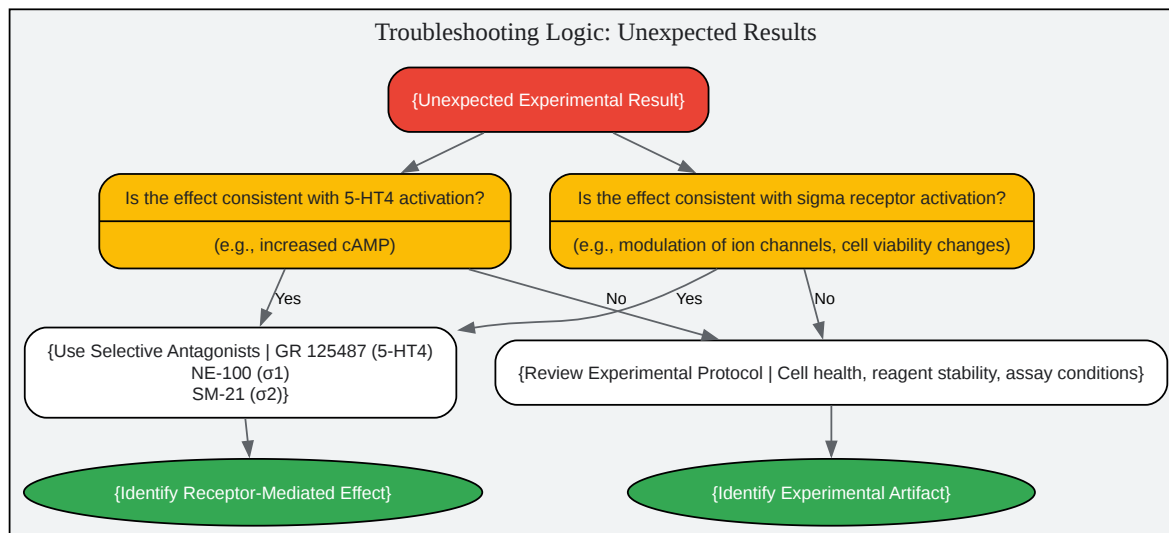 Troubleshooting Logic: Unexpected Results
{Unexpected Experimental Result}
Is the effect consistent with 5-HT4 activation?
(e.g., increased cAMP)
Is the effect consistent with sigma receptor activation?
(e.g., modulation of ion channels, cell viability changes)
Yes
No
Yes
No
{Use Selective Antagonists | GR 125487 (5-HT4)
NE-100 (σ1)
SM-21 (σ2)}
{Review Experimental Protocol | Cell health, reagent stability, assay conditions}
{Identify Receptor-Mediated Effect}
{Identify Experimental Artifact}